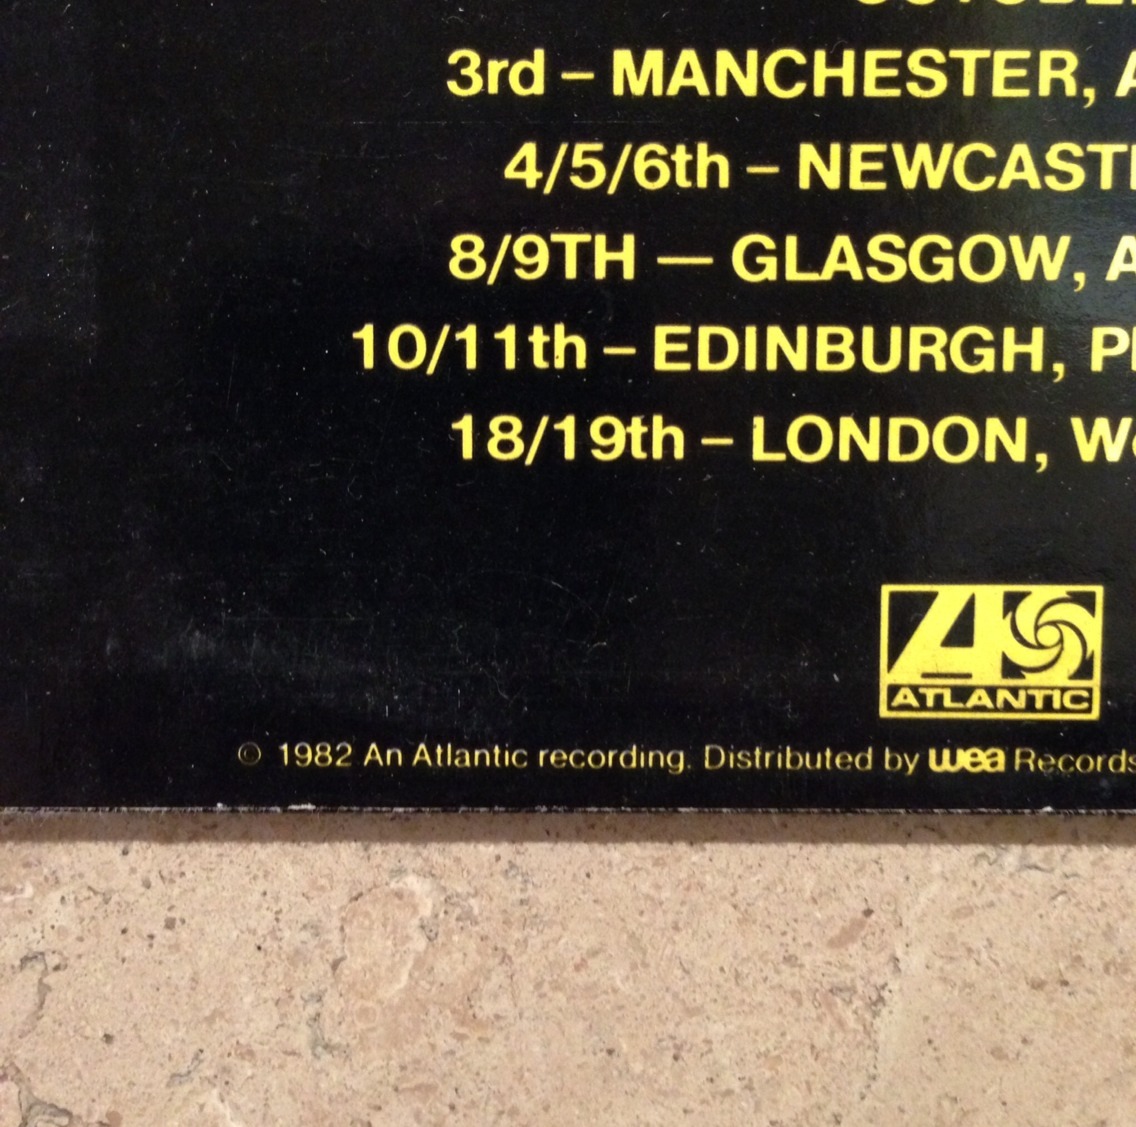 3rd – MANCHESTER,
4/5/6th –
8/9TH — GLASGOW,
10/11th – EDINBURGH,
18/19th – LONDON,
ATLANTIC
© 1982 An Atlantic recording. Distributed by wea Records